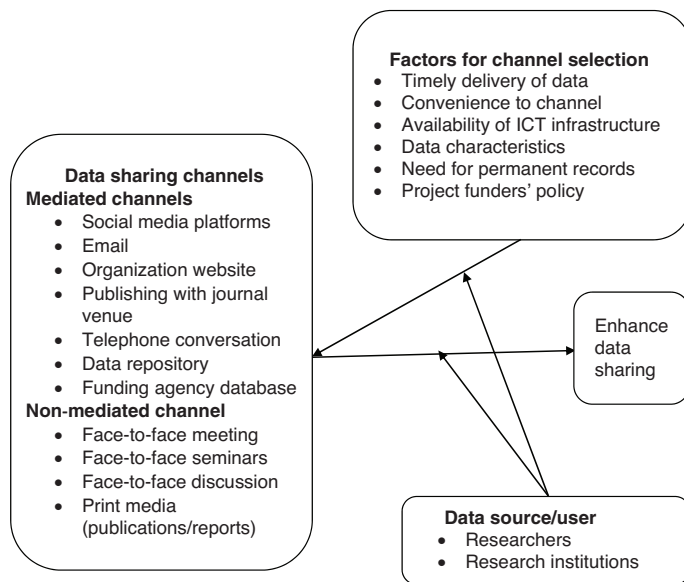 Factors for channel selection
• Timely delivery of data
• Convenience to channel
• Availability of ICT infrastructure
• Data characteristics
• Need for permanent records
• Project funders’ policy
Data sharing channels
Mediated channels
• Social media platforms
• Email
• Organization website
• Publishing with journal
venue
• Telephone conversation
• Data repository
• Funding agency database
Non-mediated channel
• Face-to-face meeting
• Face-to-face seminars
• Face-to-face discussion
• Print media
(publications/reports)
Enhance
data
sharing
Data source/user
• Researchers
• Research institutions